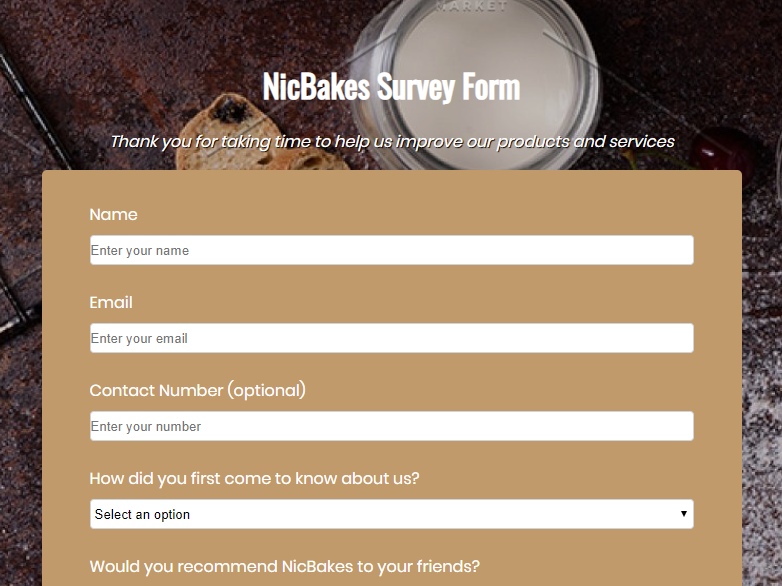 MARKET
NicBakes Survey Form
Thank you for taking time to help us improve our products and services
Name
Enter your name
Email
Enter your email
Contact Number (optional)
Enter your number
How did you first come to know about us?
Select an option
Would you recommend NicBakes to your friends?